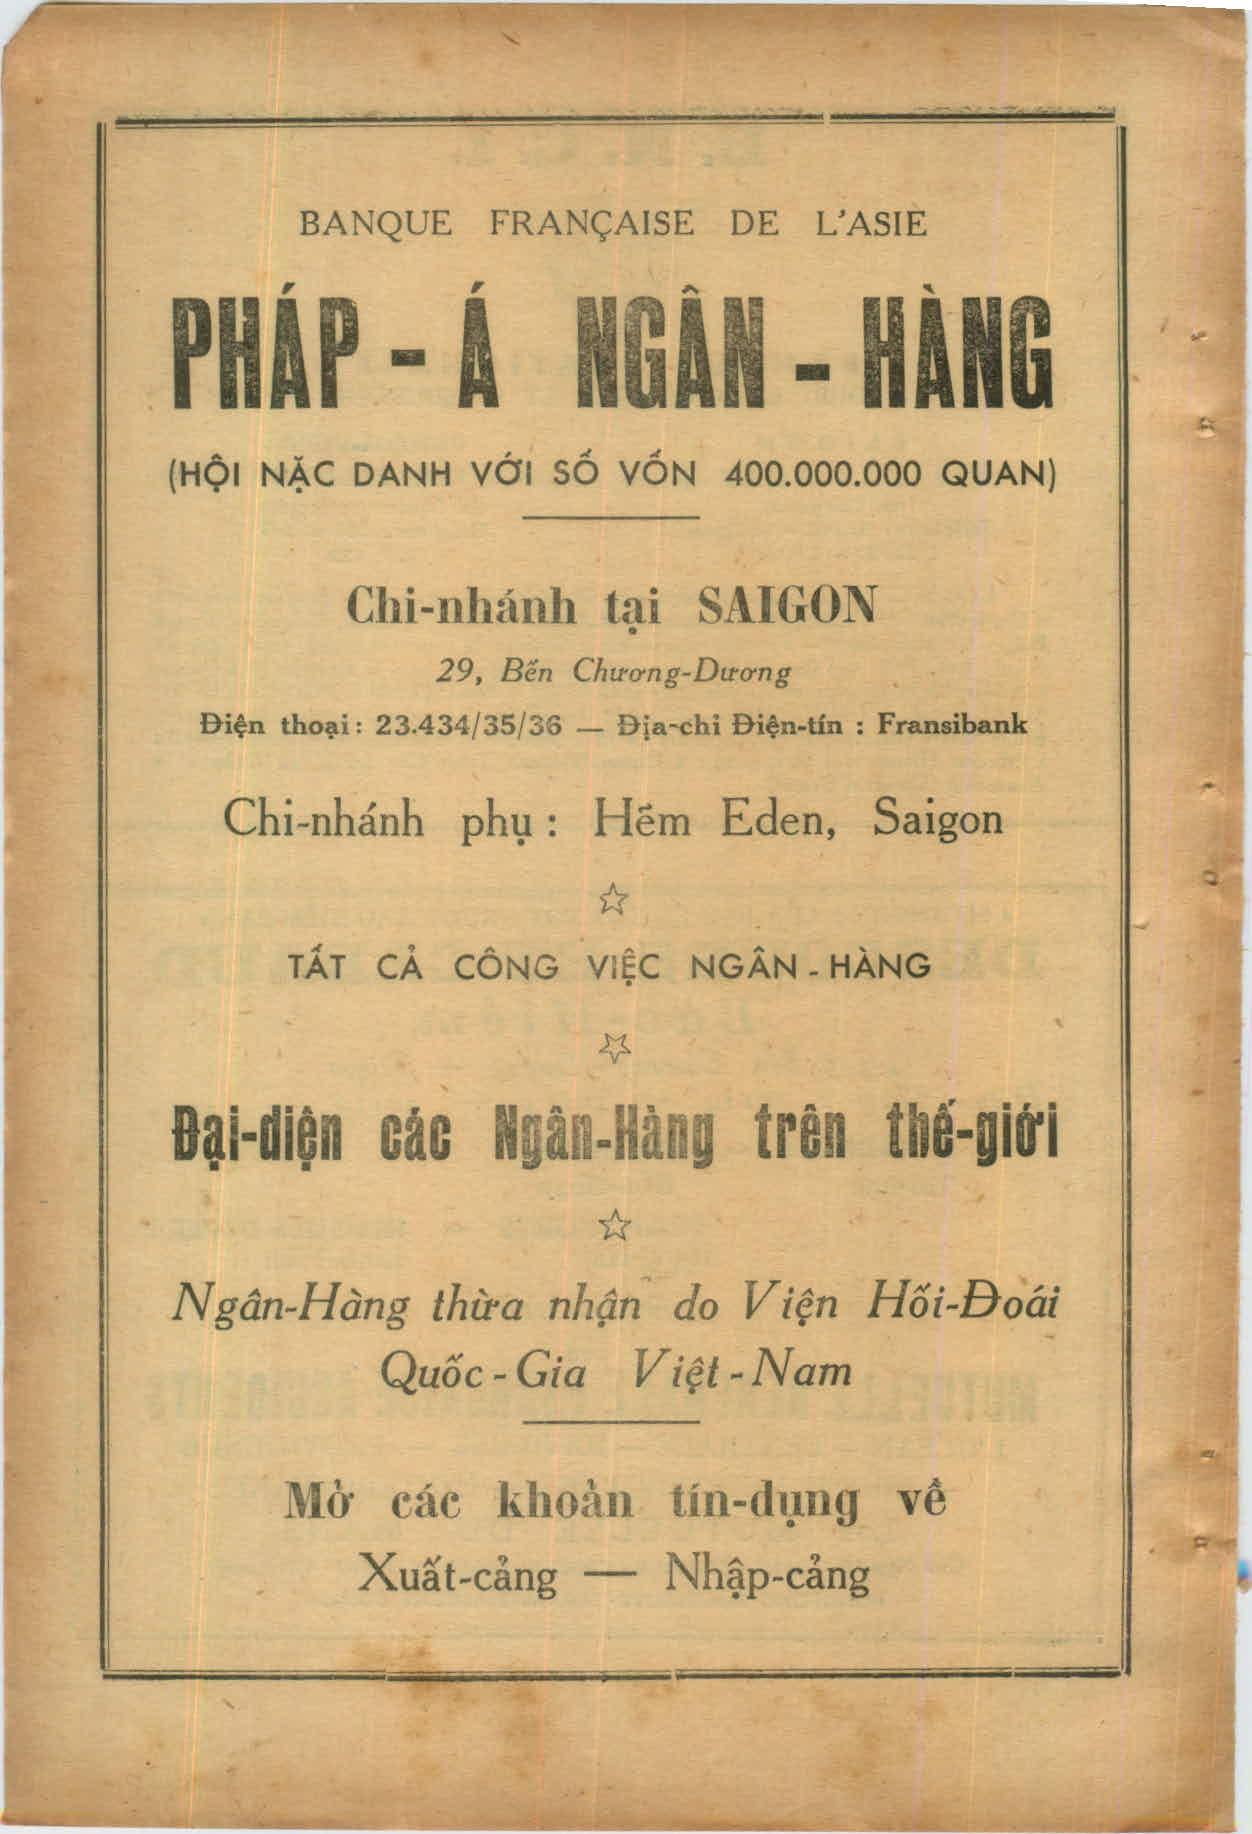 BANQUE FRANÇAISE DE L'ASIE
PHÁP - Á NGÂN - HÀNG
(HỘI NẶC DANH VỚI SỐ VỐN 400.000.000 QUAN)
Chi-nhánh tại SAIGON
29, Bến Chương-Dương
Điện thoại: 23.434/35/36 — Địa-chỉ Điện-tín : Fransibank
Chi-nhánh phụ : Hẻm Eden, Saigon
TẤT CẢ CÔNG VIỆC NGÂN - HÀNG
Đại-diện các Ngân-Hàng trên thế-giới
Ngân-Hàng thừa nhận do Viện Hối-Đoái
Quốc - Gia Việt - Nam
Mở các khoản tín-dụng về
Xuất-cảng — Nhập-cảng